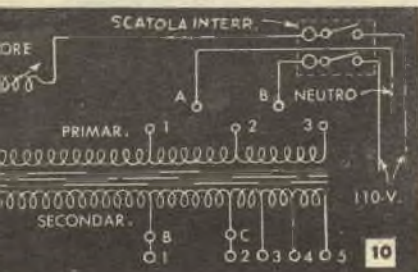 SCATOLA INTERR.
ORE
A
B
NEUTRO
PRIMAR.
1
2
3
110-V.
SECONDAR.
B
C
1
2
3
4
5
10